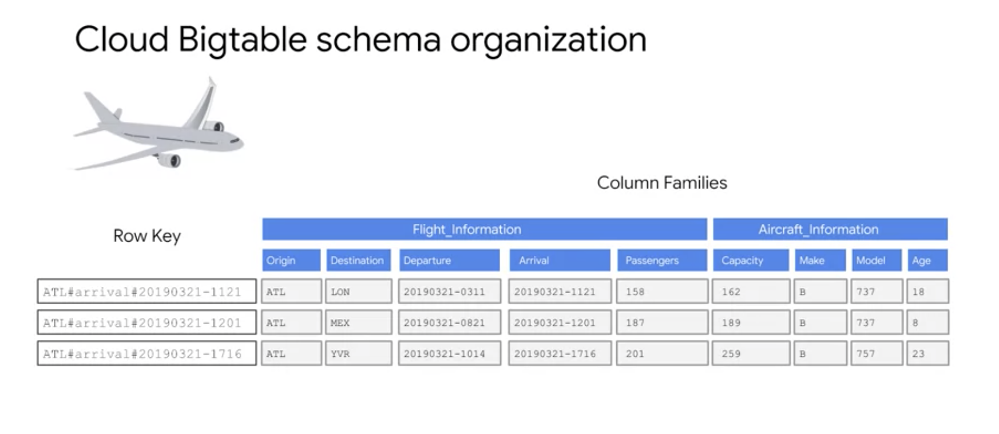 Cloud Bigtable schema organization
Column Families
Row Key
Flight_Information Aircraft_Information
Origin Destination Departure Arrival Passengers Capacity Make Model Age
ATL#arrival#20190321-1121 ATL LON 20190321-0311 20190321-1121 158 162 B 737 18
ATL#arrival#20190321-1201 ATL MEX 20190321-0821 20190321-1201 187 189 B 737 8
ATL#arrival#20190321-1716 ATL YVR 20190321-1014 20190321-1716 201 259 B 757 23